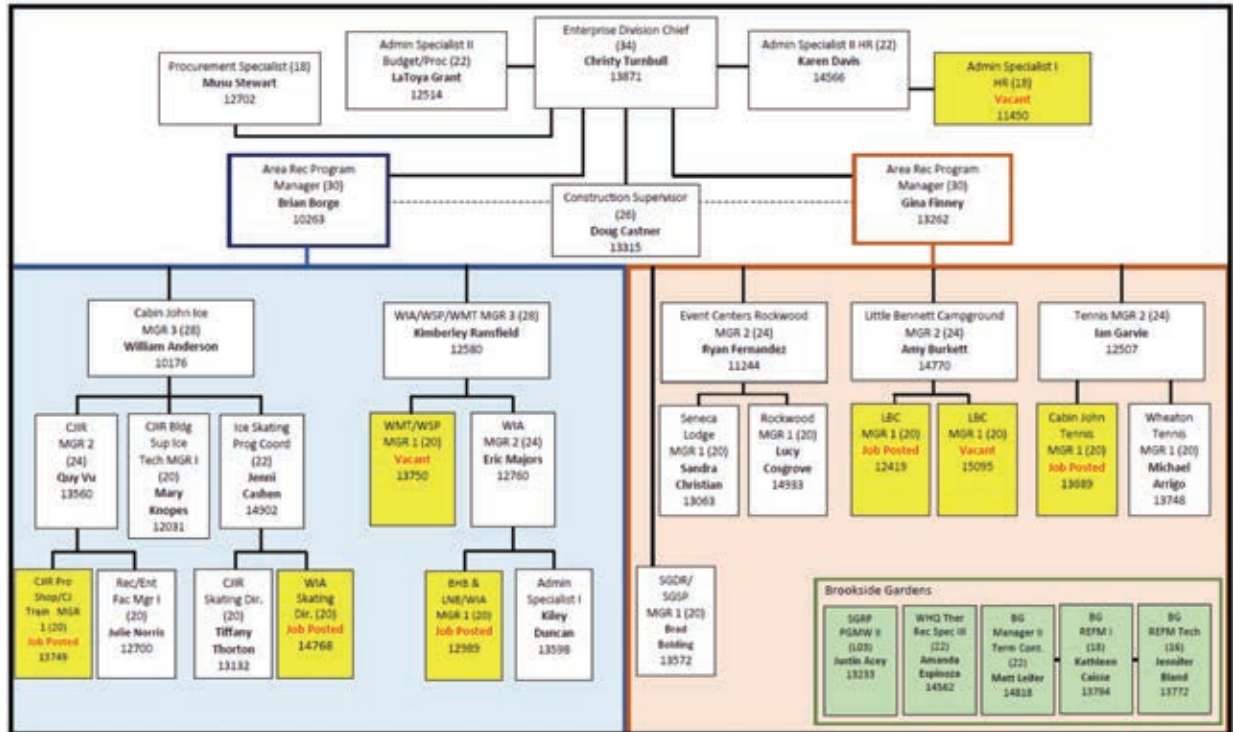 Enterprise Division Chief
(34)
Christy Turnbull
13871
Admin Specialist II
Budget/Proc (22)
LaToya Grant
12514
Procurement Specialist (18)
Musu Stewart
12702
Admin Specialist II HR (22)
Karen Davis
14566
Admin Specialist I
HR (18)
Vacant
11450
Area Rec Program
Manager (30)
Brian Borge
10263
Construction Supervisor
(26)
Doug Castner
13315
Area Rec Program
Manager (30)
Gina Finney
13262
Cabin John Ice
MGR 3 (28)
William Anderson
10176
WIA/WSP/WMT MGR 3 (28)
Kimberley Ransfield
12580
Event Centers Rockwood
MGR 2 (24)
Ryan Fernandez
11244
Little Bennett Campground
MGR 2 (24)
Amy Burkett
14770
Tennis MGR 2 (24)
Ian Garvie
12507
CJIR
MGR 2
(24)
Quy Vu
13560
CJIR Bldg
Sup Ice
Tech MGR I
(20)
Mary
Knopes
12031
Ice Skating
Prog Coord
(22)
Jenni
Cashen
14902
WMT/WSP
MGR 1 (20)
Vacant
13750
WIA
MGR 2 (24)
Eric Majors
12760
Seneca
Lodge
MGR 1 (20)
Sandra
Christian
13063
Rockwood
MGR 1 (20)
Lucy
Cosgrove
14933
LBC
MGR 1 (20)
Job Posted
12419
LBC
MGR 1 (20)
Vacant
15095
Cabin John
Tennis
MGR 1 (20)
Job Posted
13689
Wheaton
Tennis
MGR 1 (20)
Michael
Arrigo
13748
CJIR Pro
Shop/CJ
Train MGR
1 (20)
Job Posted
13749
Rec/Ent
Fac Mgr I
(20)
Julie Norris
12700
CJIR
Skating Dir.
(20)
Tiffany
Thorton
13132
WIA
Skating
Dir. (20)
Job Posted
14768
BHB &
LNB/WIA
MGR 1 (20)
Job Posted
12989
Admin
Specialist I
Kiley
Duncan
13598
SGDR/
SGSP
MGR 1 (20)
Brad
Bolding
13572
Brookside Gardens
SGRP
PGMW II
(L03)
Justin Acey
13233
WHQ Ther
Rec Spec III
(22)
Amanda
Espinoza
14562
BG
Manager II
Term Cont.
(22)
Matt Leifer
14818
BG
REFM I
(18)
Kathleen
Caisse
13794
BG
REFM Tech
(16)
Jennifer
Bland
13772